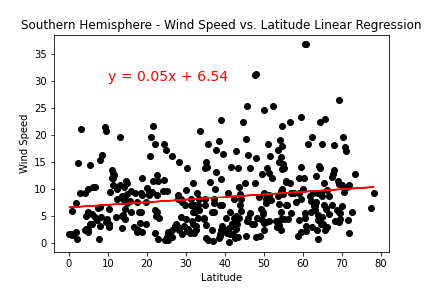 Southern Hemisphere - Wind Speed vs. Latitude Linear Regression
35
y = 0.05x + 6.54
30
25
20
15
10
5
0
Wind Speed
0 10 20 30 40 50 60 70 80
Latitude